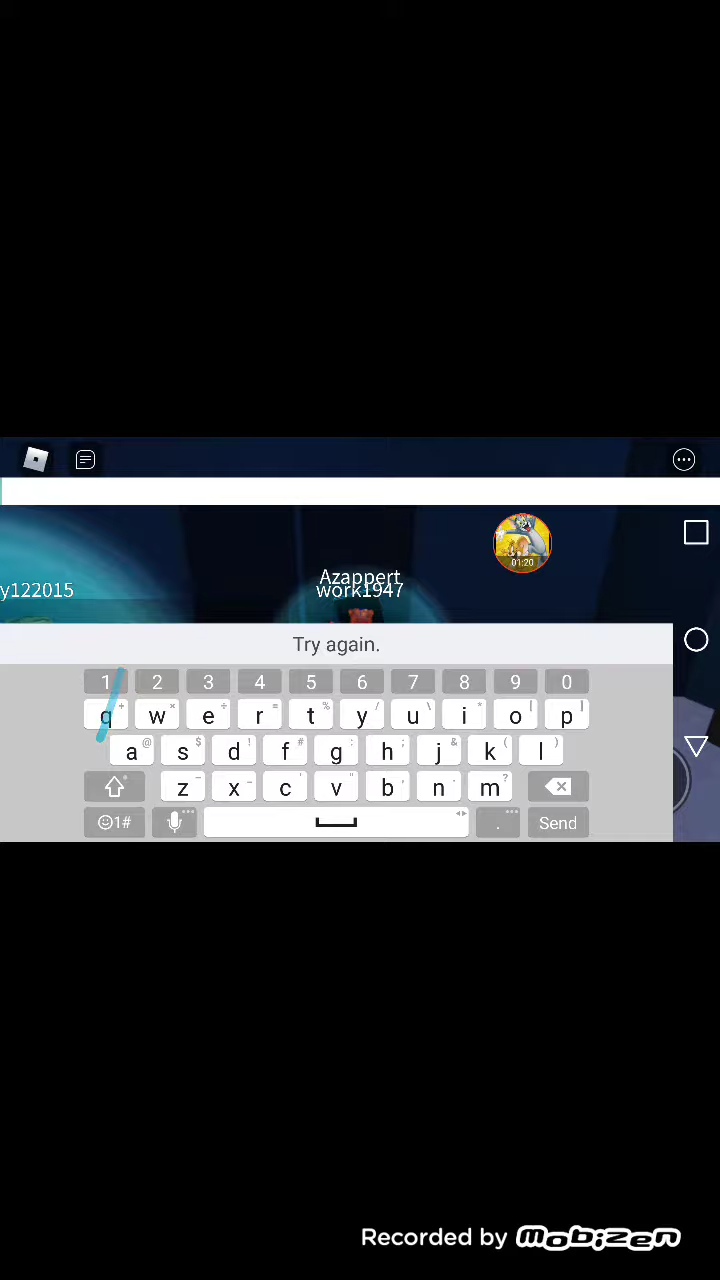 01:20
Azappert
y122015 work1947
Try again.
1 2 3 4 5 6 7 8 9 0
q + w × e ÷ r = t % y / u \ i * o [ p ]
a @ s $ d ! f # g : h ; j & k ( l )
z - x _ c ' v " b , n . m ?
☺1# . Send
Recorded by mobizen